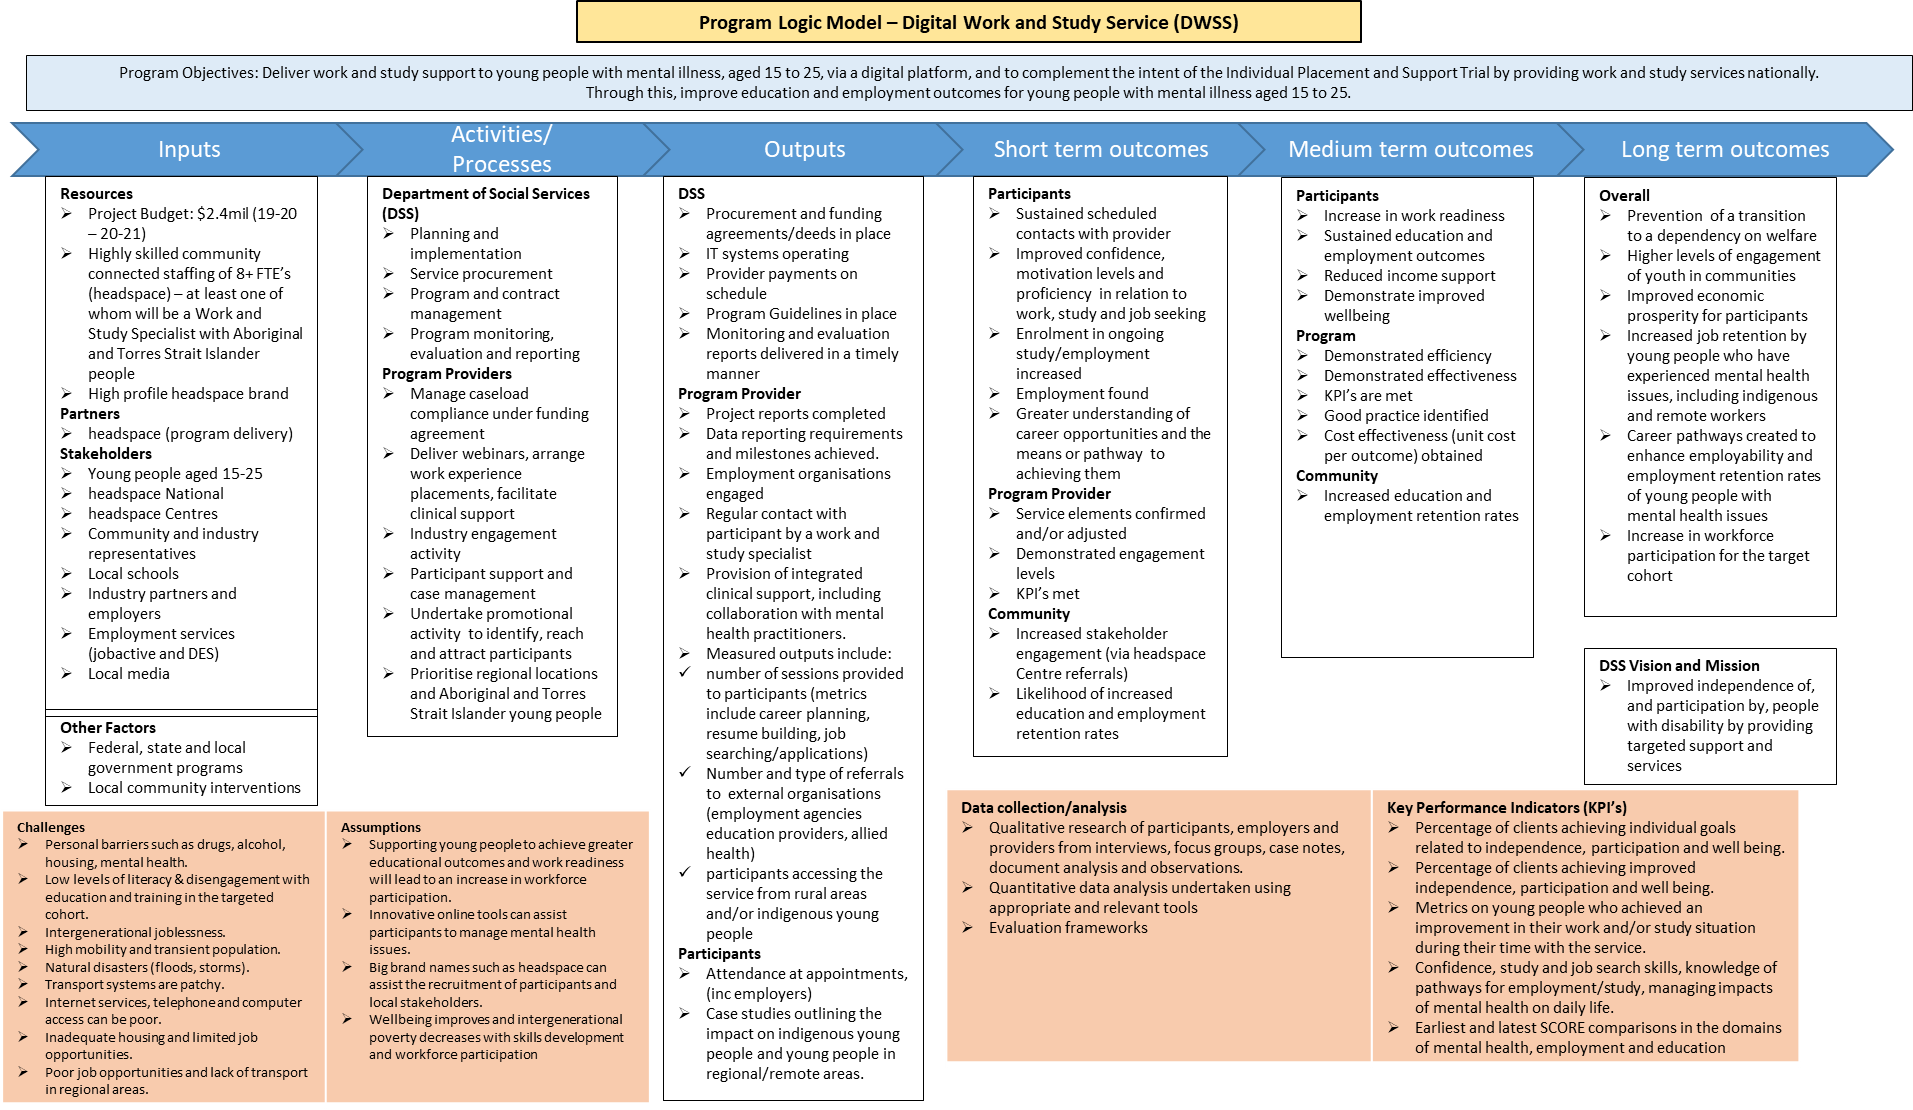 Program Logic Model – Digital Work and Study Service (DWSS)
Program Objectives: Deliver work and study support to young people with mental illness, aged 15 to 25, via a digital platform, and to complement the intent of the Individual Placement and Support Trial by providing work and study services nationally.
Through this, improve education and employment outcomes for young people with mental illness aged 15 to 25.
Inputs
Activities/
Processes
Outputs
Short term outcomes
Medium term outcomes
Long term outcomes
Resources
➢ Project Budget: $2.4mil (19-20
– 20-21)
➢ Highly skilled community
connected staffing of 8+ FTE's
(headspace) – at least one of
whom will be a Work and
Study Specialist with Aboriginal
and Torres Strait Islander
people
➢ High profile headspace brand
Partners
➢ headspace (program delivery)
Stakeholders
➢ Young people aged 15-25
➢ headspace National
➢ headspace Centres
➢ Community and industry
representatives
➢ Local schools
➢ Industry partners and
employers
➢ Employment services
(jobactive and DES)
➢ Local media
Other Factors
➢ Federal, state and local
government programs
➢ Local community interventions
Department of Social Services
(DSS)
➢ Planning and
implementation
➢ Service procurement
➢ Program and contract
management
➢ Program monitoring,
evaluation and reporting
Program Providers
➢ Manage caseload
compliance under funding
agreement
➢ Deliver webinars, arrange
work experience
placements, facilitate
clinical support
➢ Industry engagement
activity
➢ Participant support and
case management
➢ Undertake promotional
activity to identify, reach
and attract participants
➢ Prioritise regional locations
and Aboriginal and Torres
Strait Islander young people
DSS
➢ Procurement and funding
agreements/deeds in place
➢ IT systems operating
➢ Provider payments on
schedule
➢ Program Guidelines in place
➢ Monitoring and evaluation
reports delivered in a timely
manner
Program Provider
➢ Project reports completed
➢ Data reporting requirements
and milestones achieved.
➢ Employment organisations
engaged
➢ Regular contact with
participant by a work and
study specialist
➢ Provision of integrated
clinical support, including
collaboration with mental
health practitioners.
➢ Measured outputs include:
✓ number of sessions provided
to participants (metrics
include career planning,
resume building, job
searching/applications)
✓ Number and type of referrals
to external organisations
(employment agencies
education providers, allied
health)
✓ participants accessing the
service from rural areas
and/or indigenous young
people
Participants
➢ Attendance at appointments,
(inc employers)
➢ Case studies outlining the
impact on indigenous young
people and young people in
regional/remote areas.
Participants
➢ Sustained scheduled
contacts with provider
➢ Improved confidence,
motivation levels and
proficiency in relation to
work, study and job seeking
➢ Enrolment in ongoing
study/employment
increased
➢ Employment found
➢ Greater understanding of
career opportunities and the
means or pathway to
achieving them
Program Provider
➢ Service elements confirmed
and/or adjusted
➢ Demonstrated engagement
levels
➢ KPI's met
Community
➢ Increased stakeholder
engagement (via headspace
Centre referrals)
➢ Likelihood of increased
education and employment
retention rates
Participants
➢ Increase in work readiness
➢ Sustained education and
employment outcomes
➢ Reduced income support
➢ Demonstrate improved
wellbeing
Program
➢ Demonstrated efficiency
➢ Demonstrated effectiveness
➢ KPI's are met
➢ Good practice identified
➢ Cost effectiveness (unit cost
per outcome) obtained
Community
➢ Increased education and
employment retention rates
Overall
➢ Prevention of a transition
to a dependency on welfare
➢ Higher levels of engagement
of youth in communities
➢ Improved economic
prosperity for participants
➢ Increased job retention by
young people who have
experienced mental health
issues, including indigenous
and remote workers
➢ Career pathways created to
enhance employability and
employment retention rates
of young people with
mental health issues
➢ Increase in workforce
participation for the target
cohort
DSS Vision and Mission
➢ Improved independence of,
and participation by, people
with disability by providing
targeted support and
services
Challenges
➢ Personal barriers such as drugs, alcohol,
housing, mental health.
➢ Low levels of literacy & disengagement with
education and training in the targeted
cohort.
➢ Intergenerational joblessness.
➢ High mobility and transient population.
➢ Natural disasters (floods, storms).
➢ Transport systems are patchy.
➢ Internet services, telephone and computer
access can be poor.
➢ Inadequate housing and limited job
opportunities.
➢ Poor job opportunities and lack of transport
in regional areas.
Assumptions
➢ Supporting young people to achieve greater
educational outcomes and work readiness
will lead to an increase in workforce
participation.
➢ Innovative online tools can assist
participants to manage mental health
issues.
➢ Big brand names such as headspace can
assist the recruitment of participants and
local stakeholders.
➢ Wellbeing improves and intergenerational
poverty decreases with skills development
and workforce participation
Data collection/analysis
➢ Qualitative research of participants, employers and
providers from interviews, focus groups, case notes,
document analysis and observations.
➢ Quantitative data analysis undertaken using
appropriate and relevant tools
➢ Evaluation frameworks
Key Performance Indicators (KPI's)
➢ Percentage of clients achieving individual goals
related to independence, participation and well being.
➢ Percentage of clients achieving improved
independence, participation and well being.
➢ Metrics on young people who achieved an
improvement in their work and/or study situation
during their time with the service.
➢ Confidence, study and job search skills, knowledge of
pathways for employment/study, managing impacts
of mental health on daily life.
➢ Earliest and latest SCORE comparisons in the domains
of mental health, employment and education